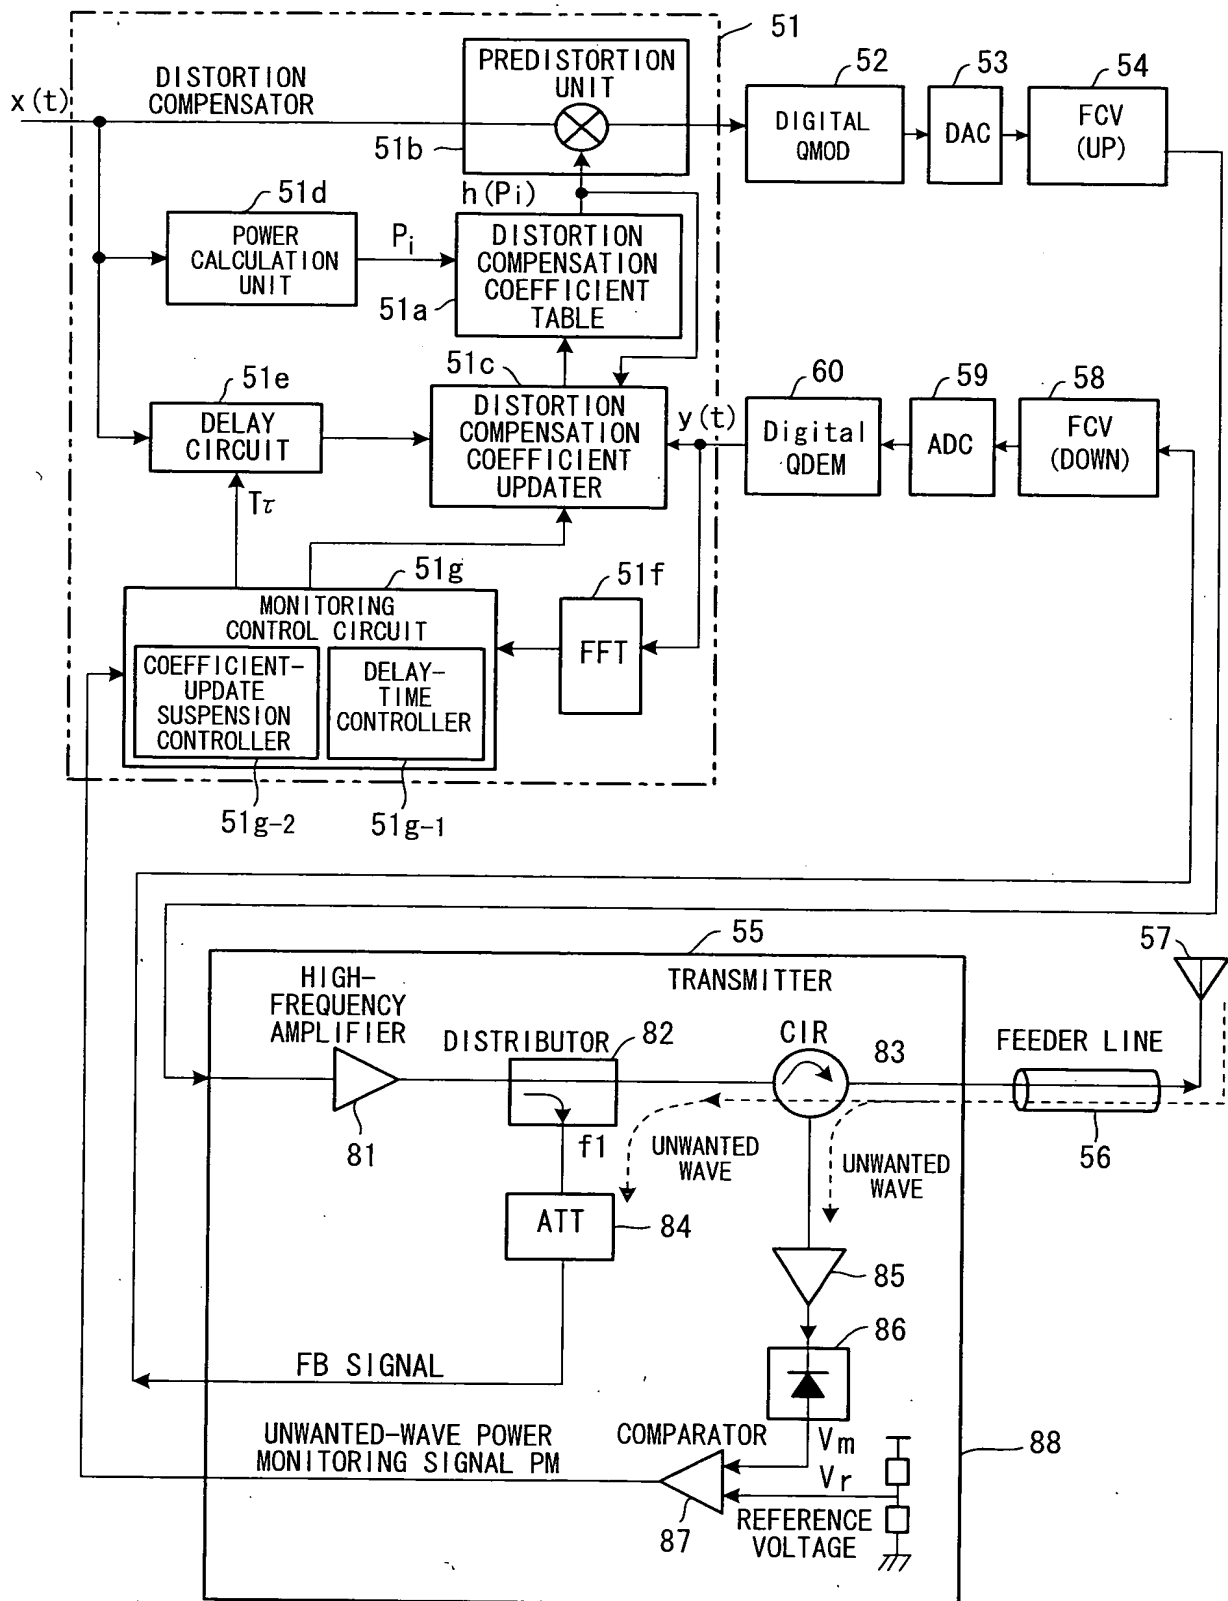 51
PREDISTORTION
UNIT
52
53
54
x(t)
DISTORTION
COMPENSATOR
DIGITAL
QMOD
DAC
FCV
(UP)
51b
51d
h(Pi)
POWER
CALCULATION
UNIT
Pi
DISTORTION
COMPENSATION
COEFFICIENT
TABLE
51a
51e
51c
60
59
58
DELAY
CIRCUIT
DISTORTION
COMPENSATION
COEFFICIENT
UPDATER
y(t)
Digital
QDEM
ADC
FCV
(DOWN)
Tτ
51g
51f
MONITORING
CONTROL CIRCUIT
FFT
COEFFICIENT-
UPDATE
SUSPENSION
CONTROLLER
DELAY-
TIME
CONTROLLER
51g-2
51g-1
55
57
HIGH-
FREQUENCY
AMPLIFIER
TRANSMITTER
DISTRIBUTOR
82
CIR
83
FEEDER LINE
81
f1
UNWANTED
WAVE
UNWANTED
WAVE
56
ATT
84
85
86
FB SIGNAL
UNWANTED-WAVE POWER
MONITORING SIGNAL PM
COMPARATOR
Vm
88
Vr
87
REFERENCE
VOLTAGE